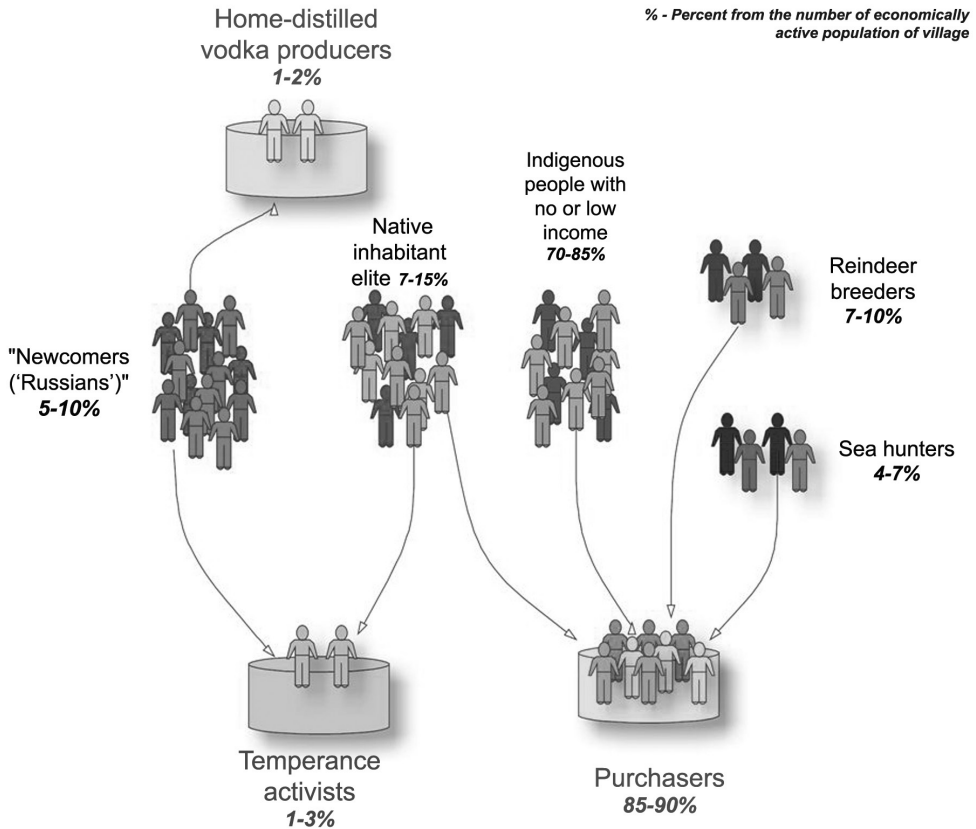 Home-distilled
vodka producers
1-2%
% - Percent from the number of economically
active population of village
Indigenous
people with
no or low
income
70-85%
Native
inhabitant
elite 7-15%
Reindeer
breeders
7-10%
"Newcomers
(‘Russians’)"
5-10%
Sea hunters
4-7%
Temperance
activists
1-3%
Purchasers
85-90%